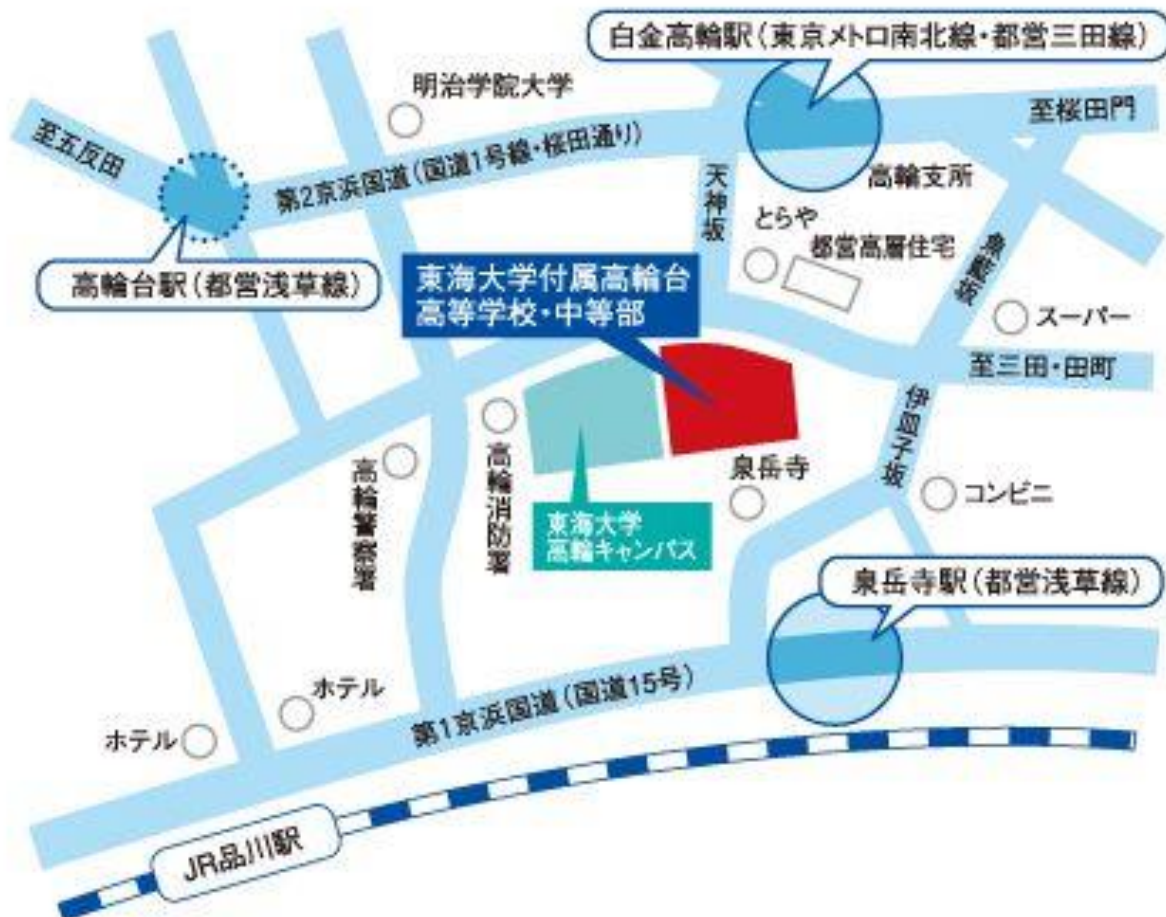 白金高輪駅(東京メトロ南北線・都営三田線)
明治学院大学
至桜田門
至五反田
第2京浜国道(国道1号線・桜田通り)
高輪支所
天神坂
とらや
都営高層住宅
魚籃坂
高輪台駅(都営浅草線)
東海大学付属高輪台
高等学校・中等部
スーパー
至三田・田町
伊皿子坂
高輪警察署
高輪消防署
泉岳寺
コンビニ
東海大学
高輪キャンパス
泉岳寺駅(都営浅草線)
ホテル
ホテル
第1京浜国道(国道15号)
JR品川駅